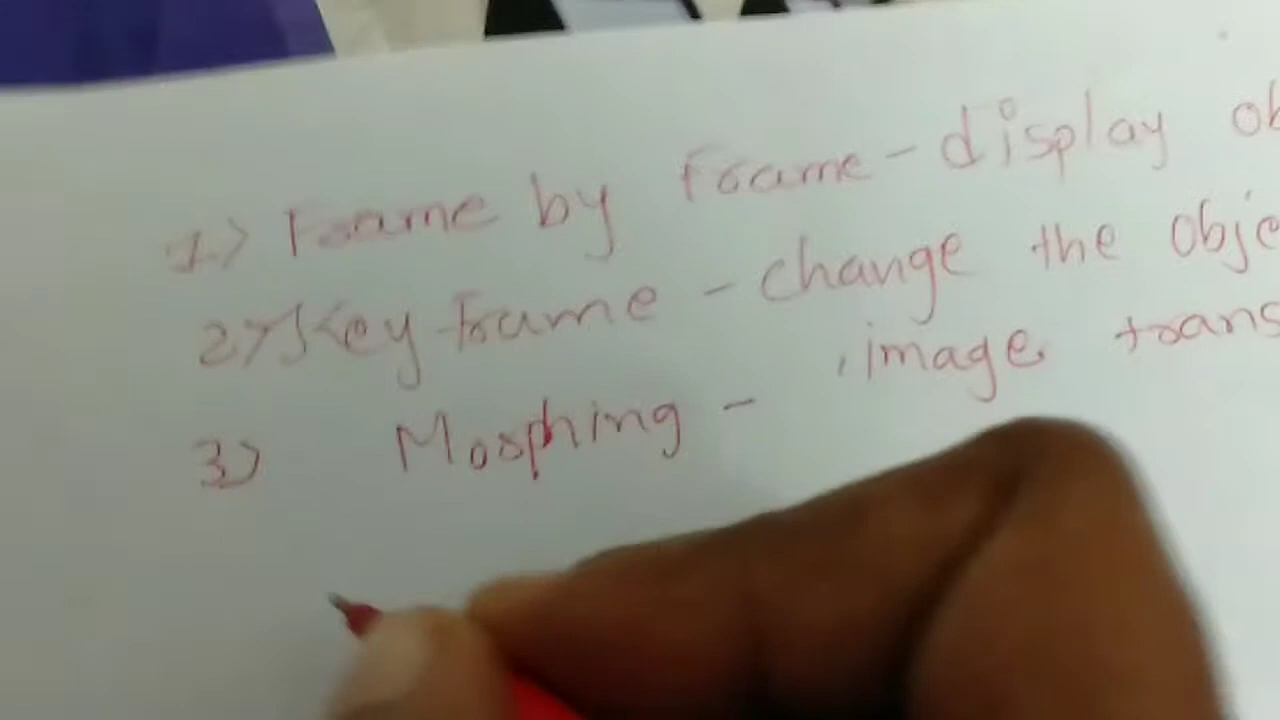 1) Frame by frame - display ob
2) Key frame - change the obje
3) Morphing - image trans